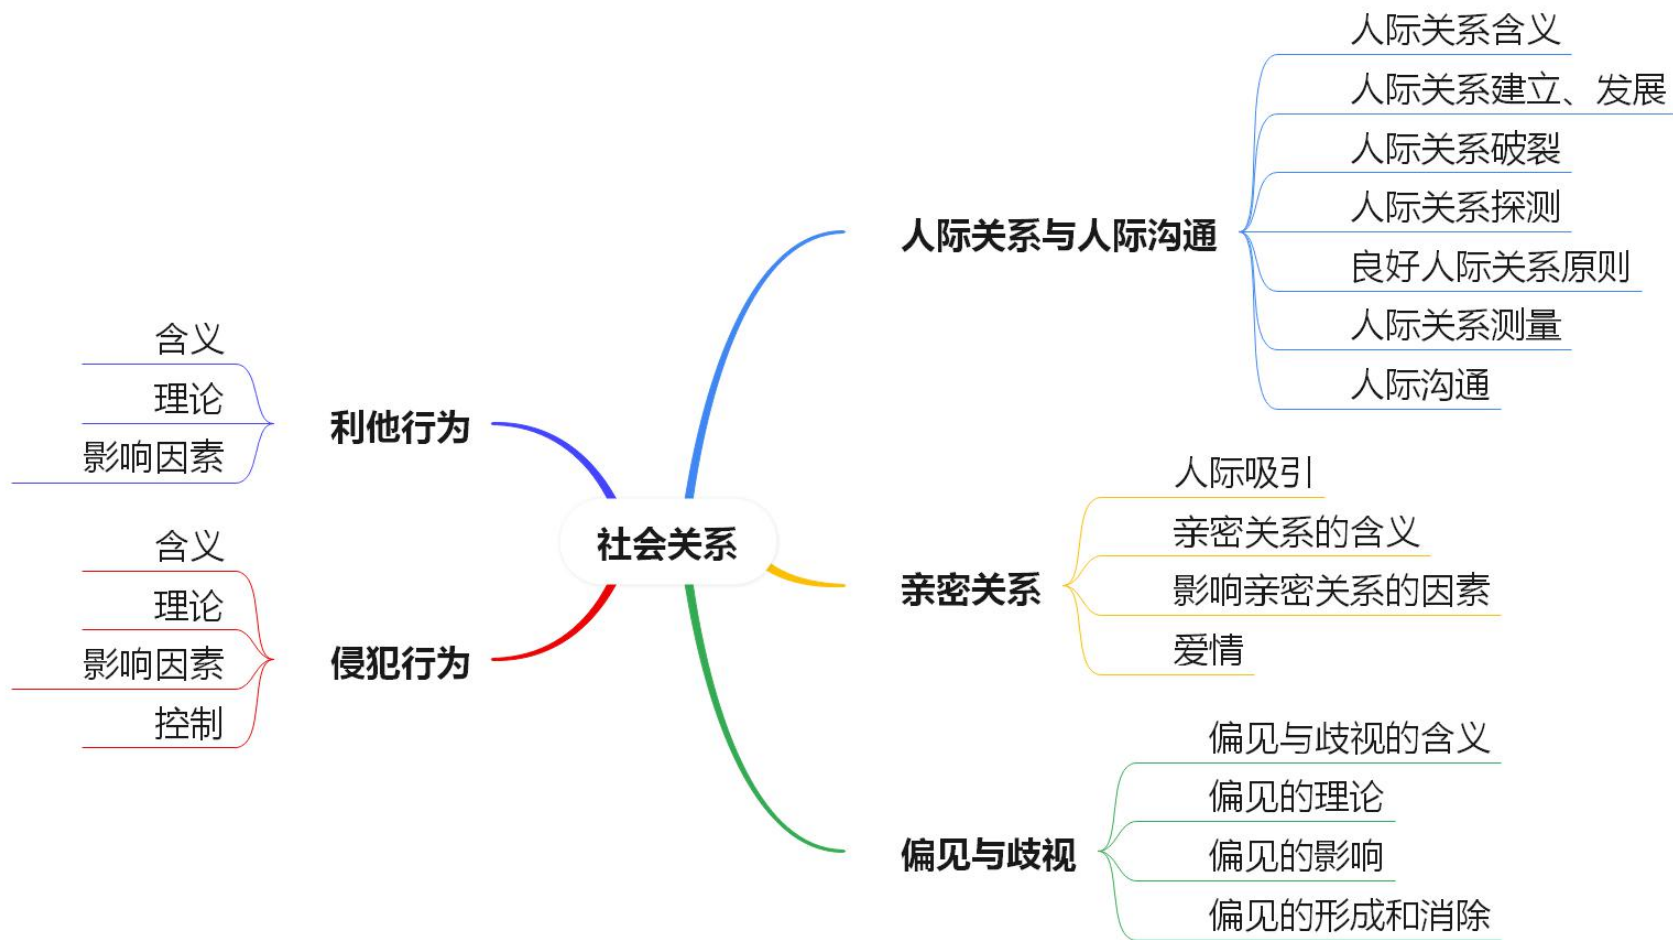 社会关系
人际关系与人际沟通
人际关系含义
人际关系建立、发展
人际关系破裂
人际关系探测
良好人际关系原则
人际关系测量
人际沟通
亲密关系
人际吸引
亲密关系的含义
影响亲密关系的因素
爱情
偏见与歧视
偏见与歧视的含义
偏见的理论
偏见的影响
偏见的形成和消除
利他行为
含义
理论
影响因素
侵犯行为
含义
理论
影响因素
控制